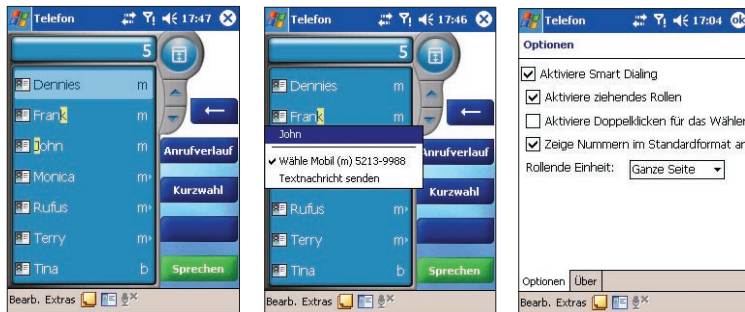 Telefon 17:47
5
Dennies m
Frank m
John m
Monica m
Rufus m
Terry m
Tina b
Anrufverlauf
Kurzwahl
Sprechen
Bearb. Extras
Telefon 17:46
5
Dennies m
Frank
John
Wähle Mobil (m) 5213-9988
Textnachricht senden
Rufus m
Terry m
Tina b
Anrufverlauf
Kurzwahl
Sprechen
Bearb. Extras
Telefon 17:04 ok
Optionen
Aktiviere Smart Dialing
Aktiviere ziehendes Rollen
Aktiviere Doppelklicken für das Wähler
Zeige Nummern im Standardformat an
Rollende Einheit: Ganze Seite
Optionen Über
Bearb. Extras